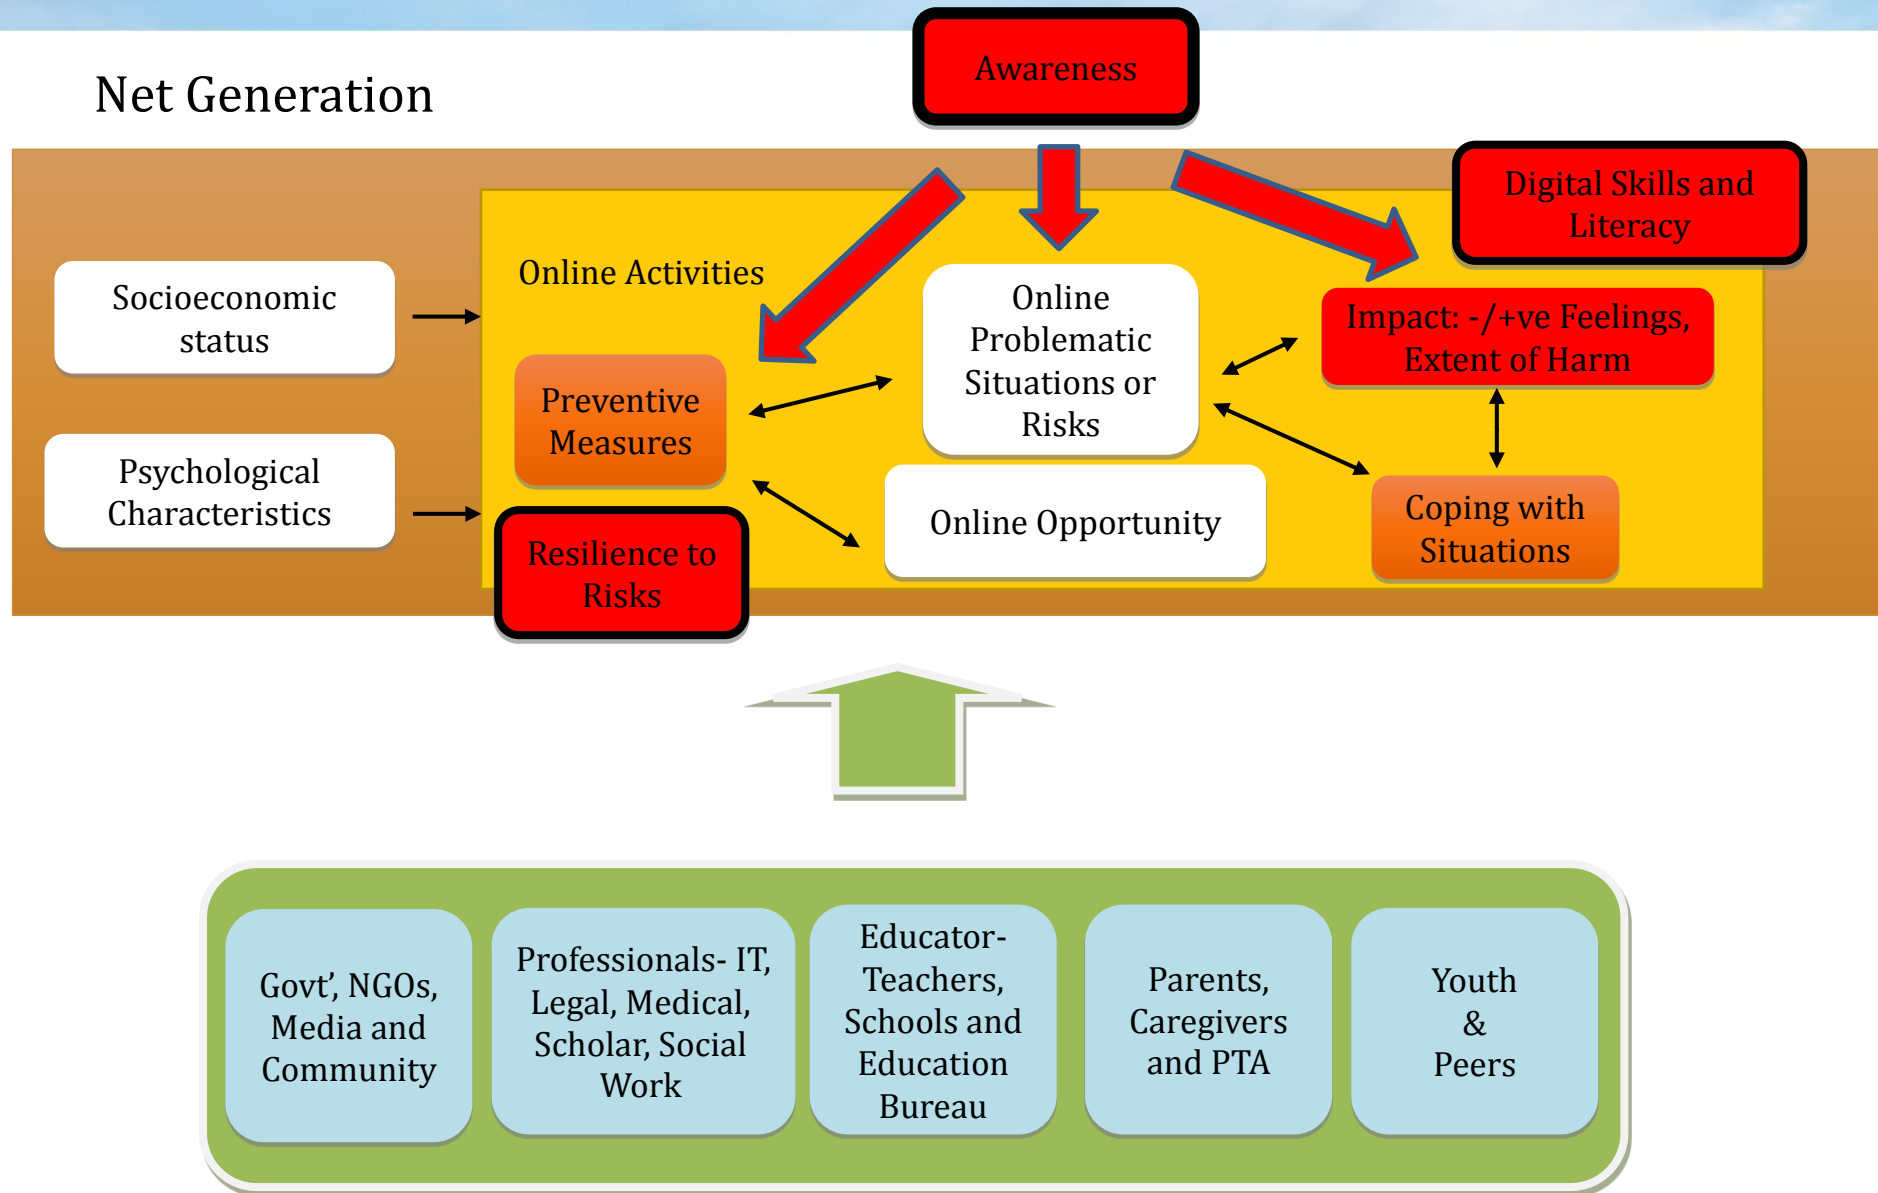 Net Generation
Awareness
Digital Skills and
Literacy
Socioeconomic
status
Psychological
Characteristics
Online Activities
Preventive
Measures
Resilience to
Risks
Online
Problematic
Situations or
Risks
Online Opportunity
Impact: -/+ve Feelings,
Extent of Harm
Coping with
Situations
Govt’, NGOs,
Media and
Community
Professionals- IT,
Legal, Medical,
Scholar, Social
Work
Educator-
Teachers,
Schools and
Education
Bureau
Parents,
Caregivers
and PTA
Youth
&
Peers